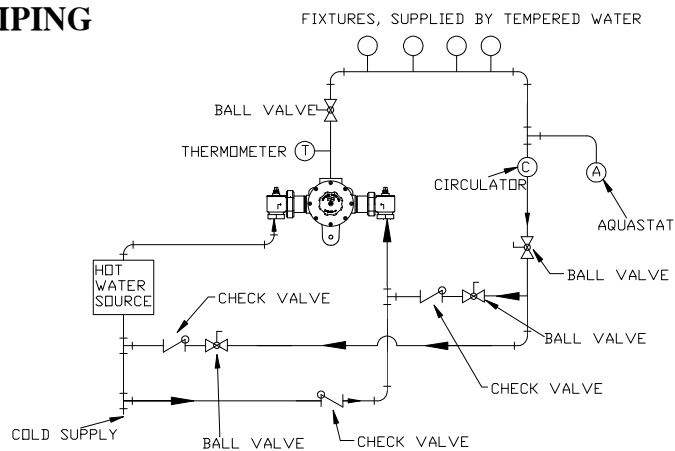 IPING
FIXTURES, SUPPLIED BY TEMPERED WATER
BALL VALVE
THERMOMETER T
C
CIRCULATOR
A
AQUASTAT
HOT
WATER
SOURCE
BALL VALVE
CHECK VALVE
BALL VALVE
CHECK VALVE
COLD SUPPLY
BALL VALVE
CHECK VALVE